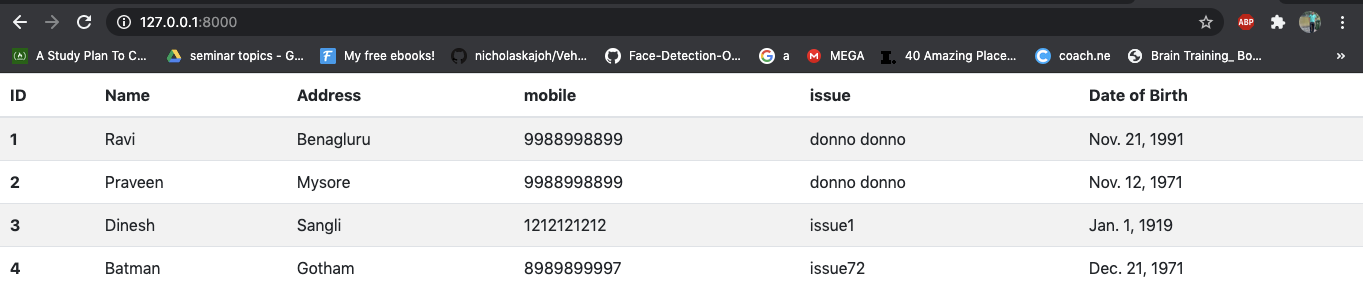 127.0.0.1:8000 ABP
A Study Plan To C... seminar topics - G... F My free ebooks! nicholaskajoh/Veh... Face-Detection-O... G a M MEGA I. 40 Amazing Place... C coach.ne Brain Training_ Bo... »
ID Name Address mobile issue Date of Birth
1 Ravi Benagluru 9988998899 donno donno Nov. 21, 1991
2 Praveen Mysore 9988998899 donno donno Nov. 12, 1971
3 Dinesh Sangli 1212121212 issue1 Jan. 1, 1919
4 Batman Gotham 8989899997 issue72 Dec. 21, 1971